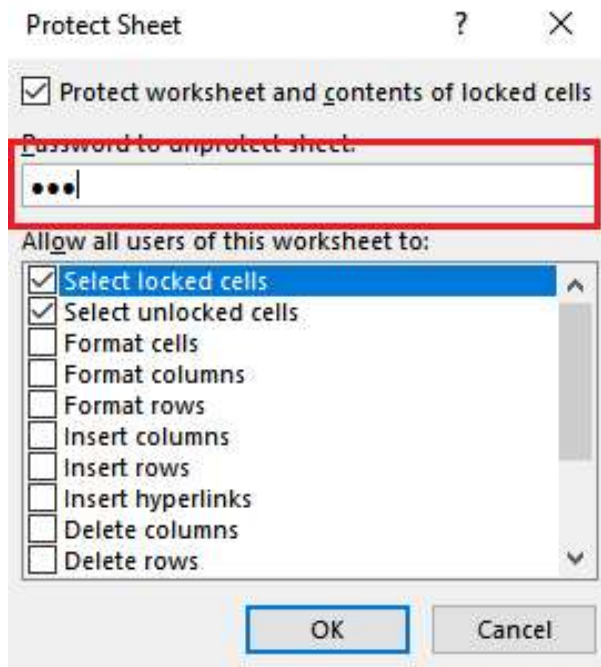 Protect Sheet ?
Protect worksheet and contents of locked cells
Password to unprotect sheet:
•••
Allow all users of this worksheet to:
Select locked cells
Select unlocked cells
Format cells
Format columns
Format rows
Insert columns
Insert rows
Insert hyperlinks
Delete columns
Delete rows
OK Cancel